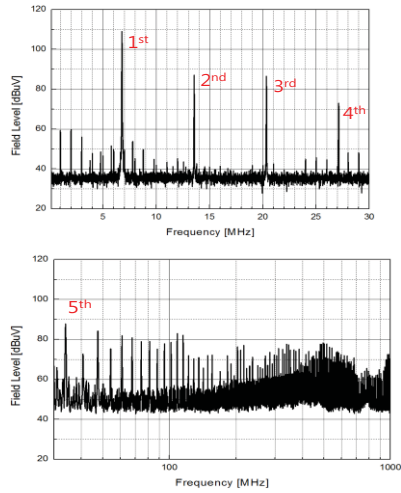 120
100
80
60
40
20
Field Level [dBuV]
1st
2nd
3rd
4th
5 10 15 20 25 30
Frequency [MHz]
120
100
80
60
40
20
Field Level [dBuV]
5th
100 1000
Frequency [MHz]